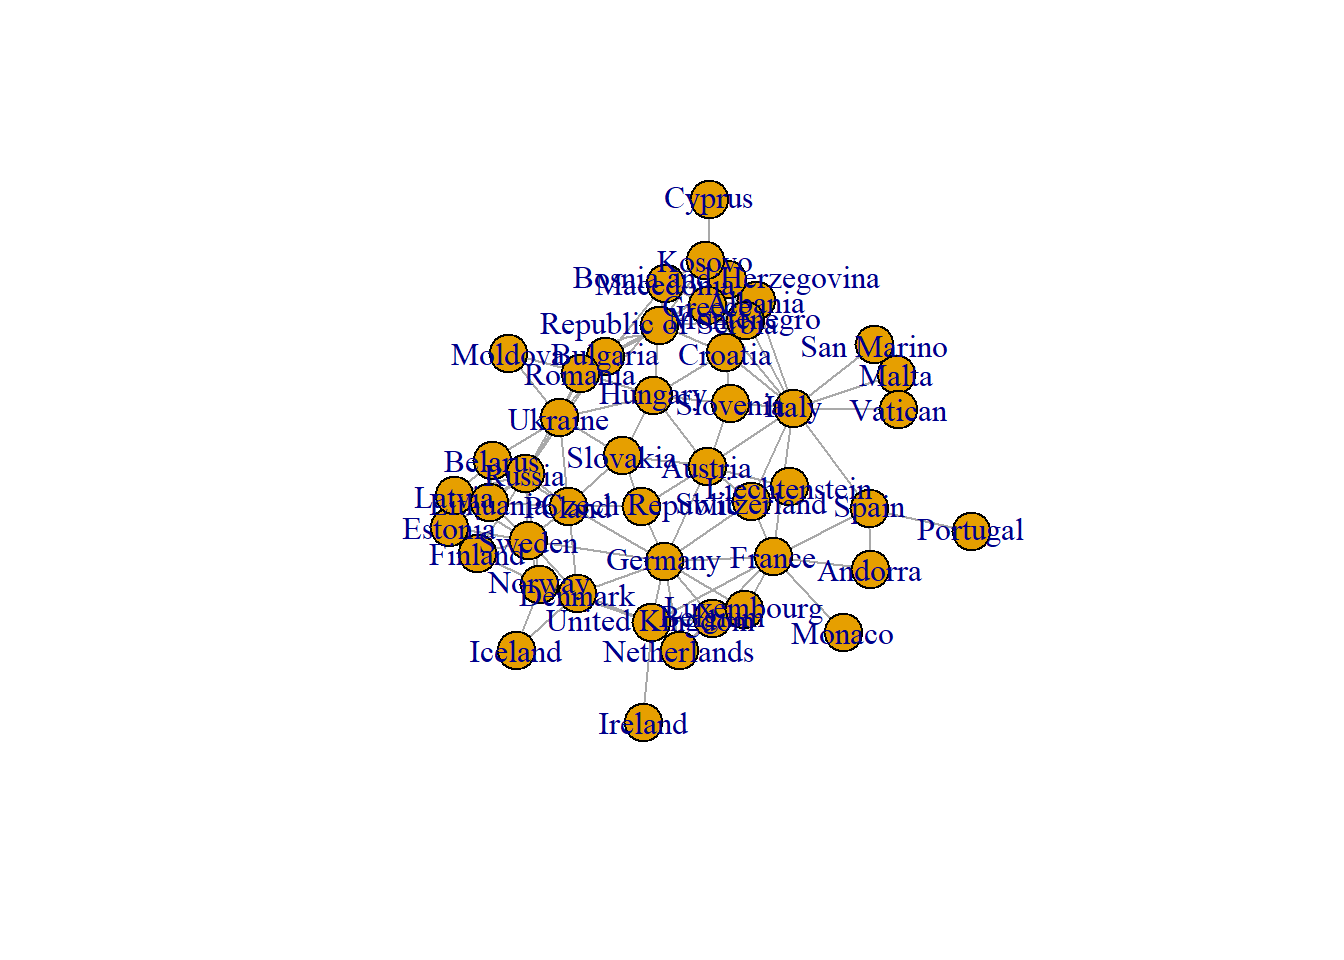 Cyprus
Kosovo
Bosnia and Herzegovina
Macedonia
Albania
Greece
Montenegro
Republic of Serbia
San Marino
Moldova
Bulgaria
Croatia
Romania
Malta
Hungary
Slovenia
Italy
Vatican
Ukraine
Belarus
Slovakia
Austria
Russia
Liechtenstein
Latvia
Lithuania
Poland
Czech Republic
Switzerland
Spain
Estonia
Portugal
Finland
Sweden
Germany
France
Andorra
Norway
Denmark
Luxembourg
United Kingdom
Belgium
Monaco
Iceland
Netherlands
Ireland